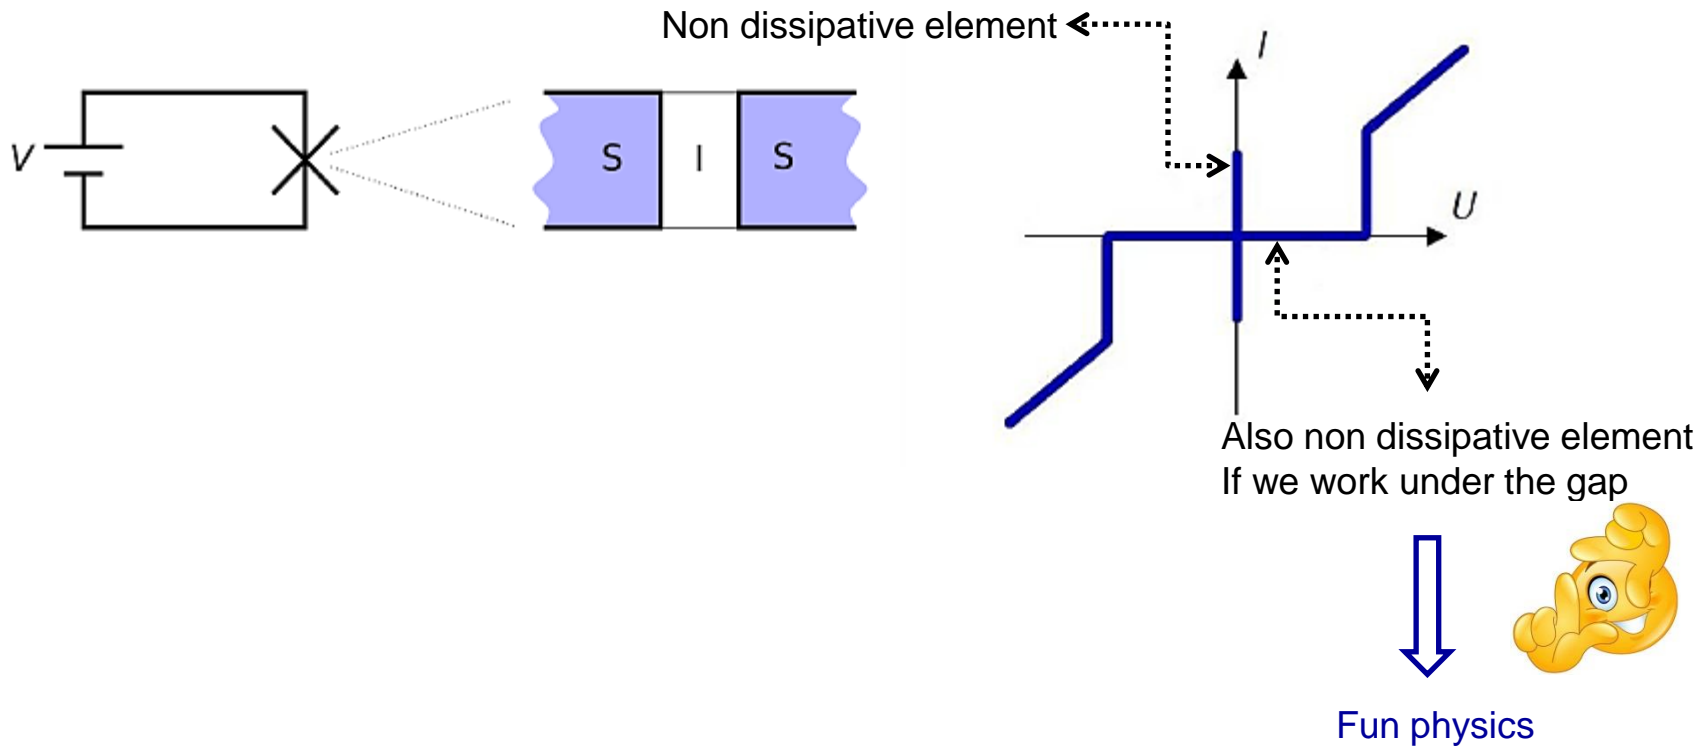 Non dissipative element
I
V
S
I
S
U
Also non dissipative element
If we work under the gap
Fun physics